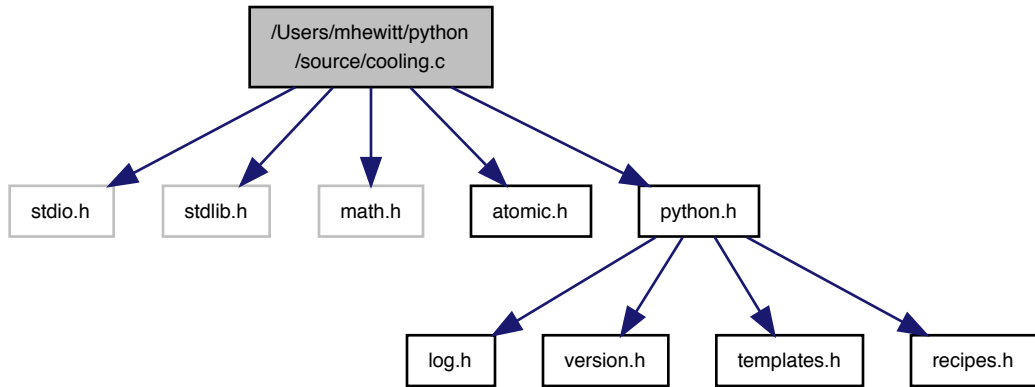 /Users/mhewitt/python
/source/cooling.c
stdio.h
stdlib.h
math.h
atomic.h
python.h
log.h
version.h
templates.h
recipes.h